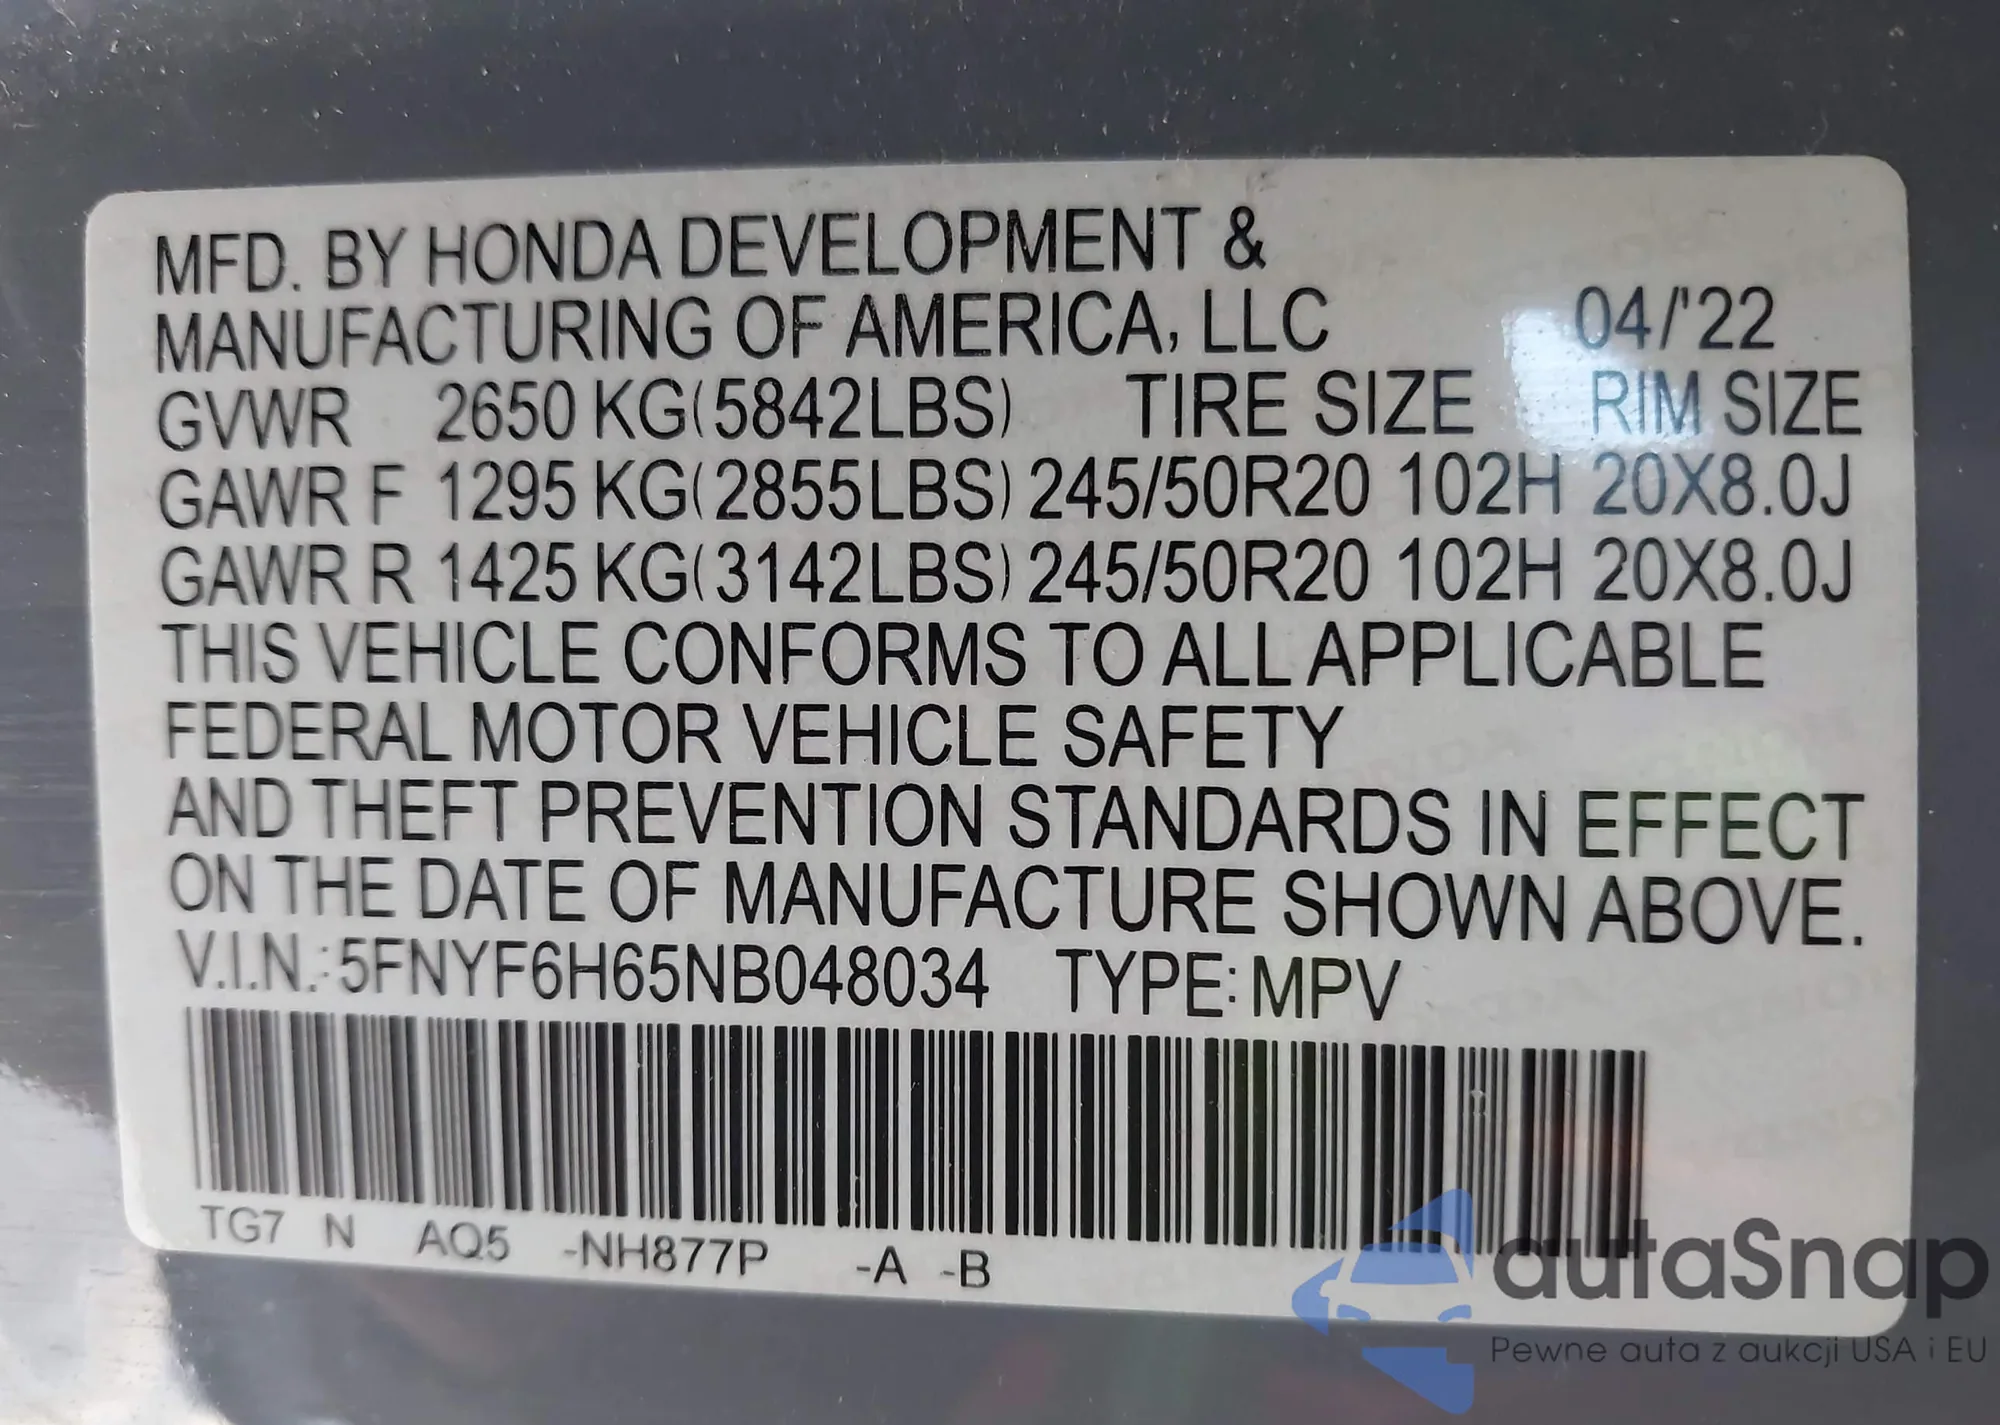 MFD. BY HONDA DEVELOPMENT &
MANUFACTURING OF AMERICA, LLC 04/'22
GVWR 2650 KG(5842LBS) TIRE SIZE RIM SIZE
GAWR F 1295 KG(2855LBS) 245/50R20 102H 20X8.0J
GAWR R 1425 KG(3142LBS) 245/50R20 102H 20X8.0J
THIS VEHICLE CONFORMS TO ALL APPLICABLE
FEDERAL MOTOR VEHICLE SAFETY
AND THEFT PREVENTION STANDARDS IN EFFECT
ON THE DATE OF MANUFACTURE SHOWN ABOVE.
V.I.N.:5FNYF6H65NB048034 TYPE:MPV
TG7 N AQ5 -NH877P -A -B
autaSnap
Pewne auta z aukcji USA i EU